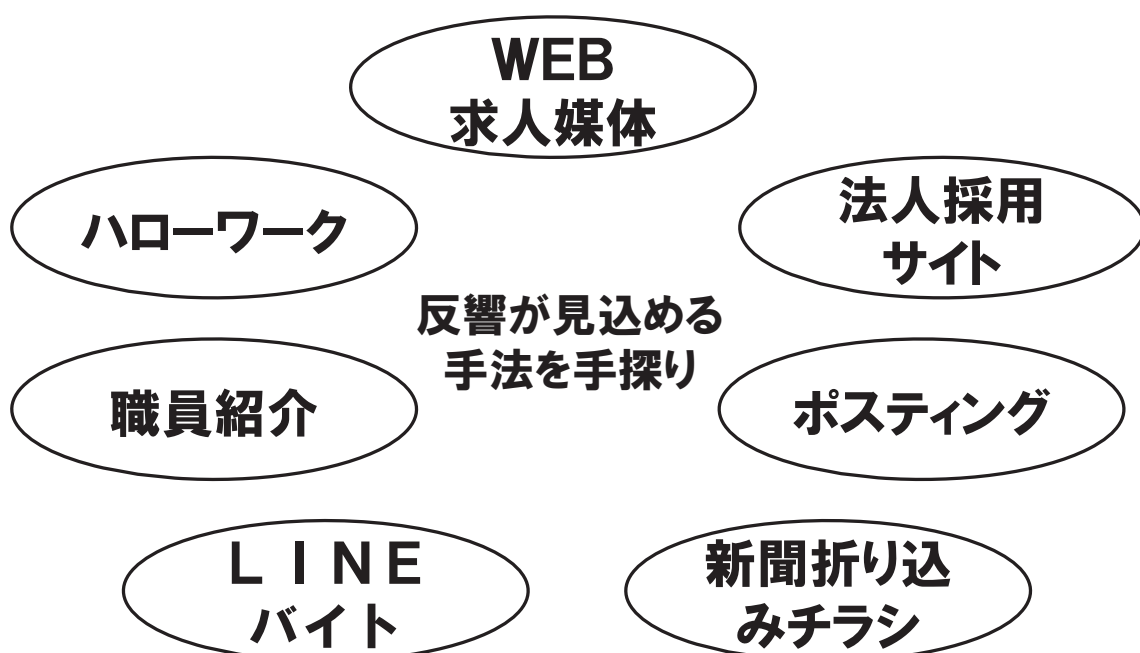 WEB
求人媒体
ハローワーク
法人採用
サイト
反響が見込める
手法を手探り
職員紹介
ポスティング
ＬＩＮＥ
バイト
新聞折り込
みチラシ